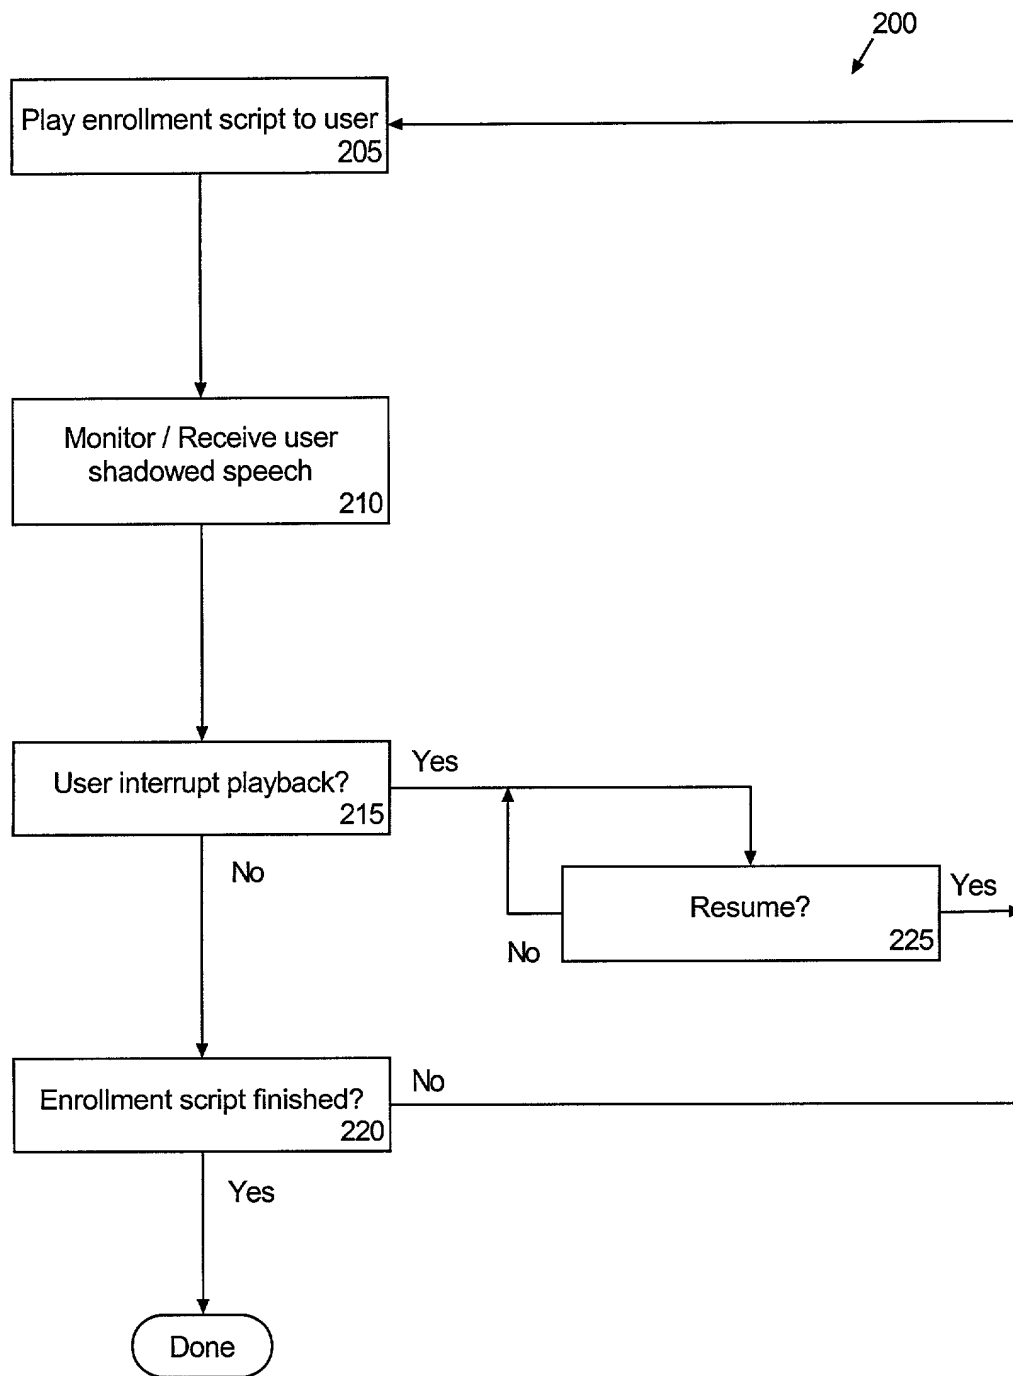 200
Play enrollment script to user
205
Monitor / Receive user
shadowed speech
210
User interrupt playback?
215
Yes
No
Resume?
225
Yes
No
Enrollment script finished?
220
No
Yes
Done